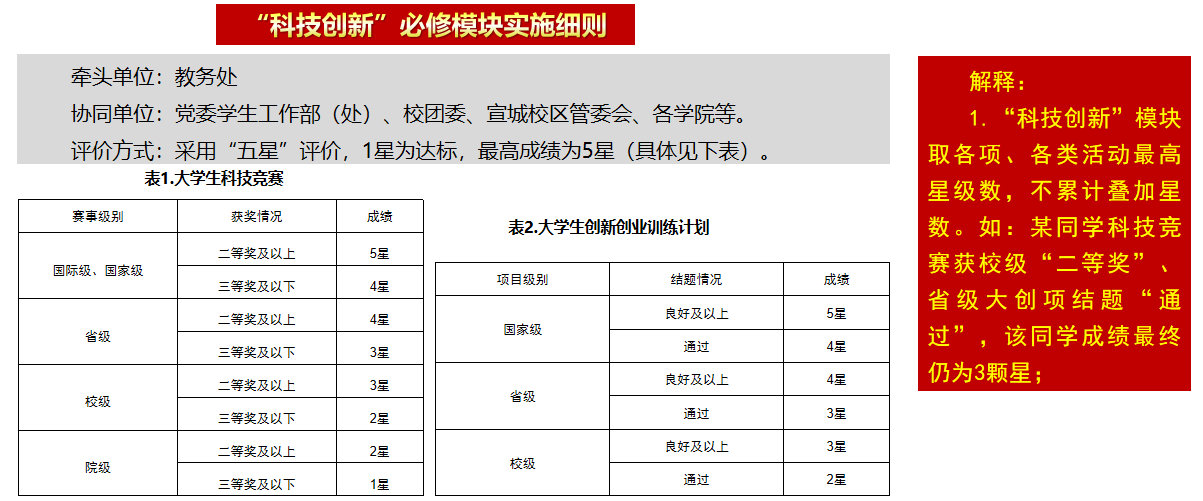 “科技创新”必修模块实施细则
牵头单位：教务处
协同单位：党委学生工作部（处）、校团委、宣城校区管委会、各学院等。
评价方式：采用“五星”评价，1星为达标，最高成绩为5星（具体见下表）。
表1.大学生科技竞赛
赛事级别 获奖情况 成绩
国际级、国家级 二等奖及以上 5星
三等奖及以下 4星
省级 二等奖及以上 4星
三等奖及以下 3星
校级 二等奖及以上 3星
三等奖及以下 2星
院级 二等奖及以上 2星
三等奖及以下 1星
表2.大学生创新创业训练计划
项目级别 结题情况 成绩
国家级 良好及以上 5星
通过 4星
省级 良好及以上 4星
通过 3星
校级 良好及以上 3星
通过 2星
解释：
1.“科技创新”模块
取各项、各类活动最高
星级数，不累计叠加星
数。如：某同学科技竞
赛获校级“二等奖”、
省级大创项结题“通
过”，该同学成绩最终
仍为3颗星；